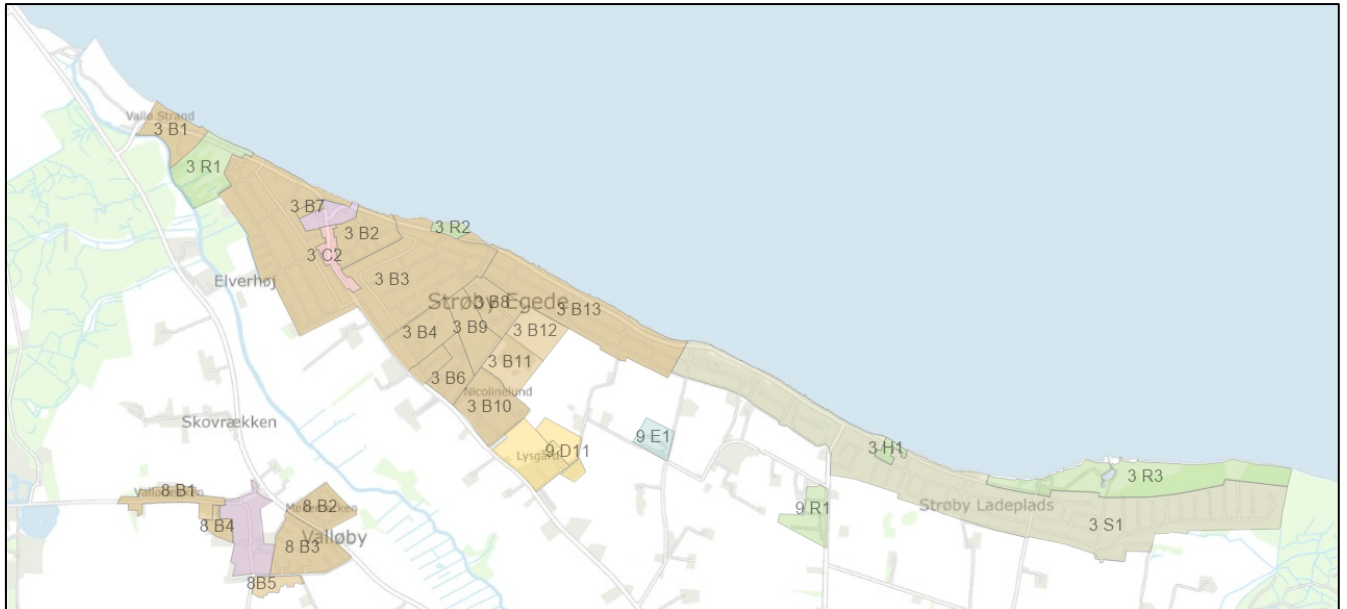 Vallø Strand
3 B1
3 R1
3 B7
3 B2
3 R2
3 C2
Elverhøj
3 B3
Strøby Egede
3 B8
3 B13
3 B4
3 B9
3 B12
3 B11
3 B6
Nicolinelund
3 B10
Skovrækken
9 D11
Lysgård
9 E1
3 H1
3 R3
8 B1
8 B2
8 B4
9 R1
Strøby Ladeplads
3 S1
Valløby
8 B3
8B5